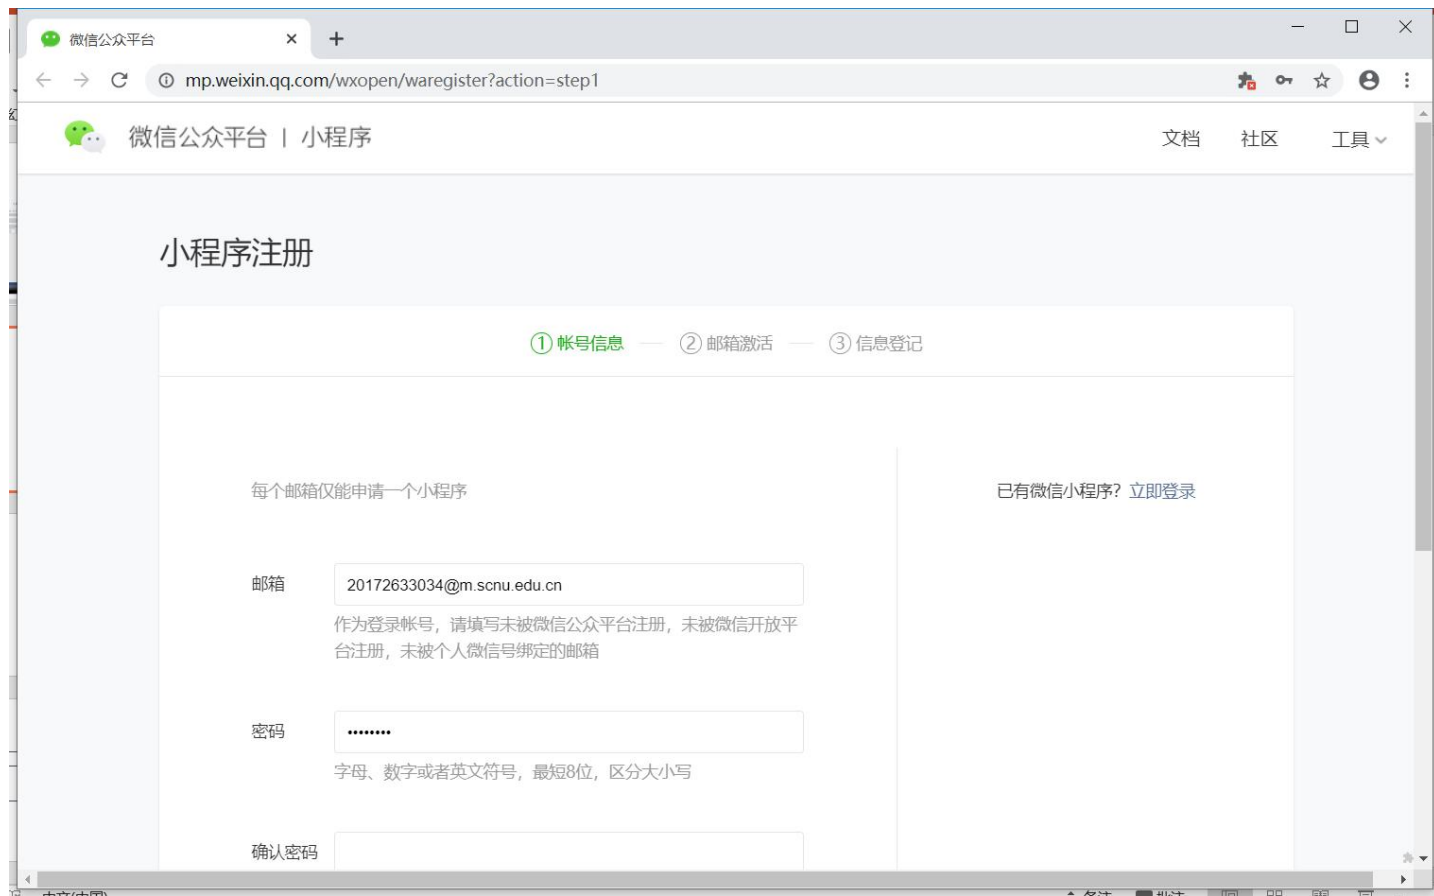 微信公众平台
mp.weixin.qq.com/wxopen/waregister?action=step1
微信公众平台 | 小程序
文档 社区 工具
小程序注册
1 帐号信息 2 邮箱激活 3 信息登记
每个邮箱仅能申请一个小程序
已有微信小程序？立即登录
邮箱 20172633034@m.scnu.edu.cn
作为登录帐号，请填写未被微信公众平台注册，未被微信开放平
台注册，未被个人微信号绑定的邮箱
密码 ••••••••
字母、数字或者英文符号，最短8位，区分大小写
确认密码